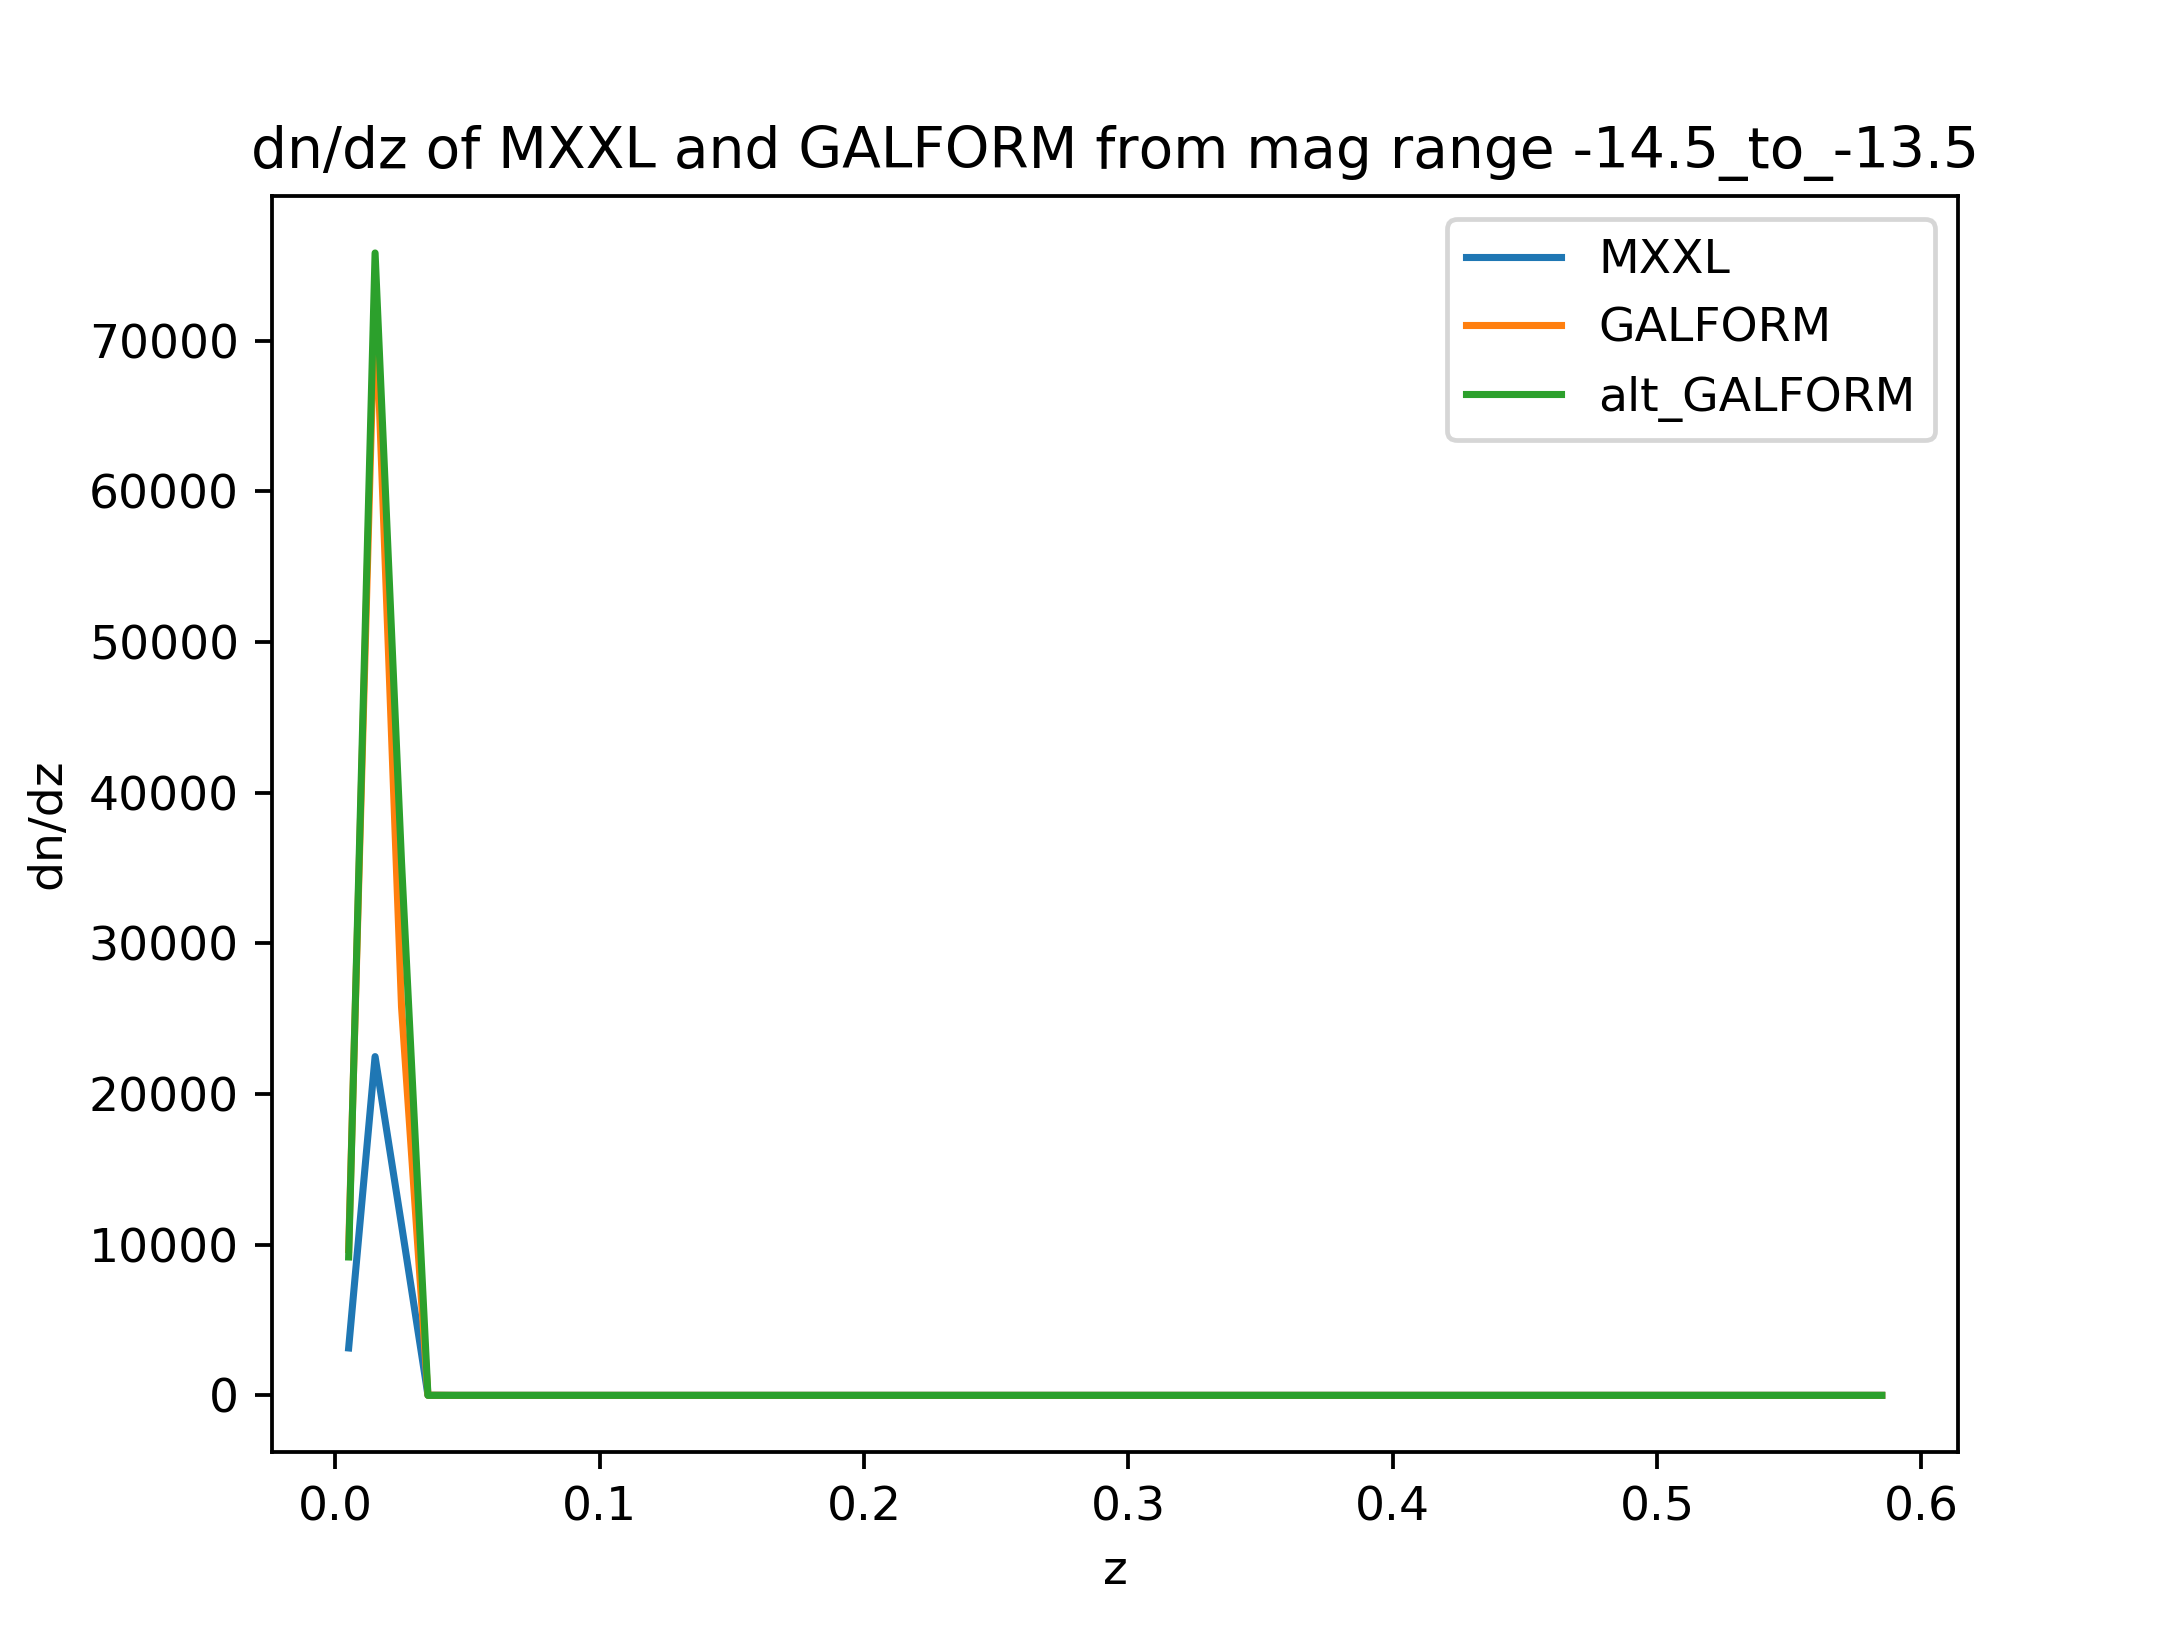 dn/dz of MXXL and GALFORM from mag range -14.5_to_-13.5
MXXL
GALFORM
alt_GALFORM
70000
60000
50000
40000
30000
20000
10000
0
dn/dz
0.0 0.1 0.2 0.3 0.4 0.5 0.6
z